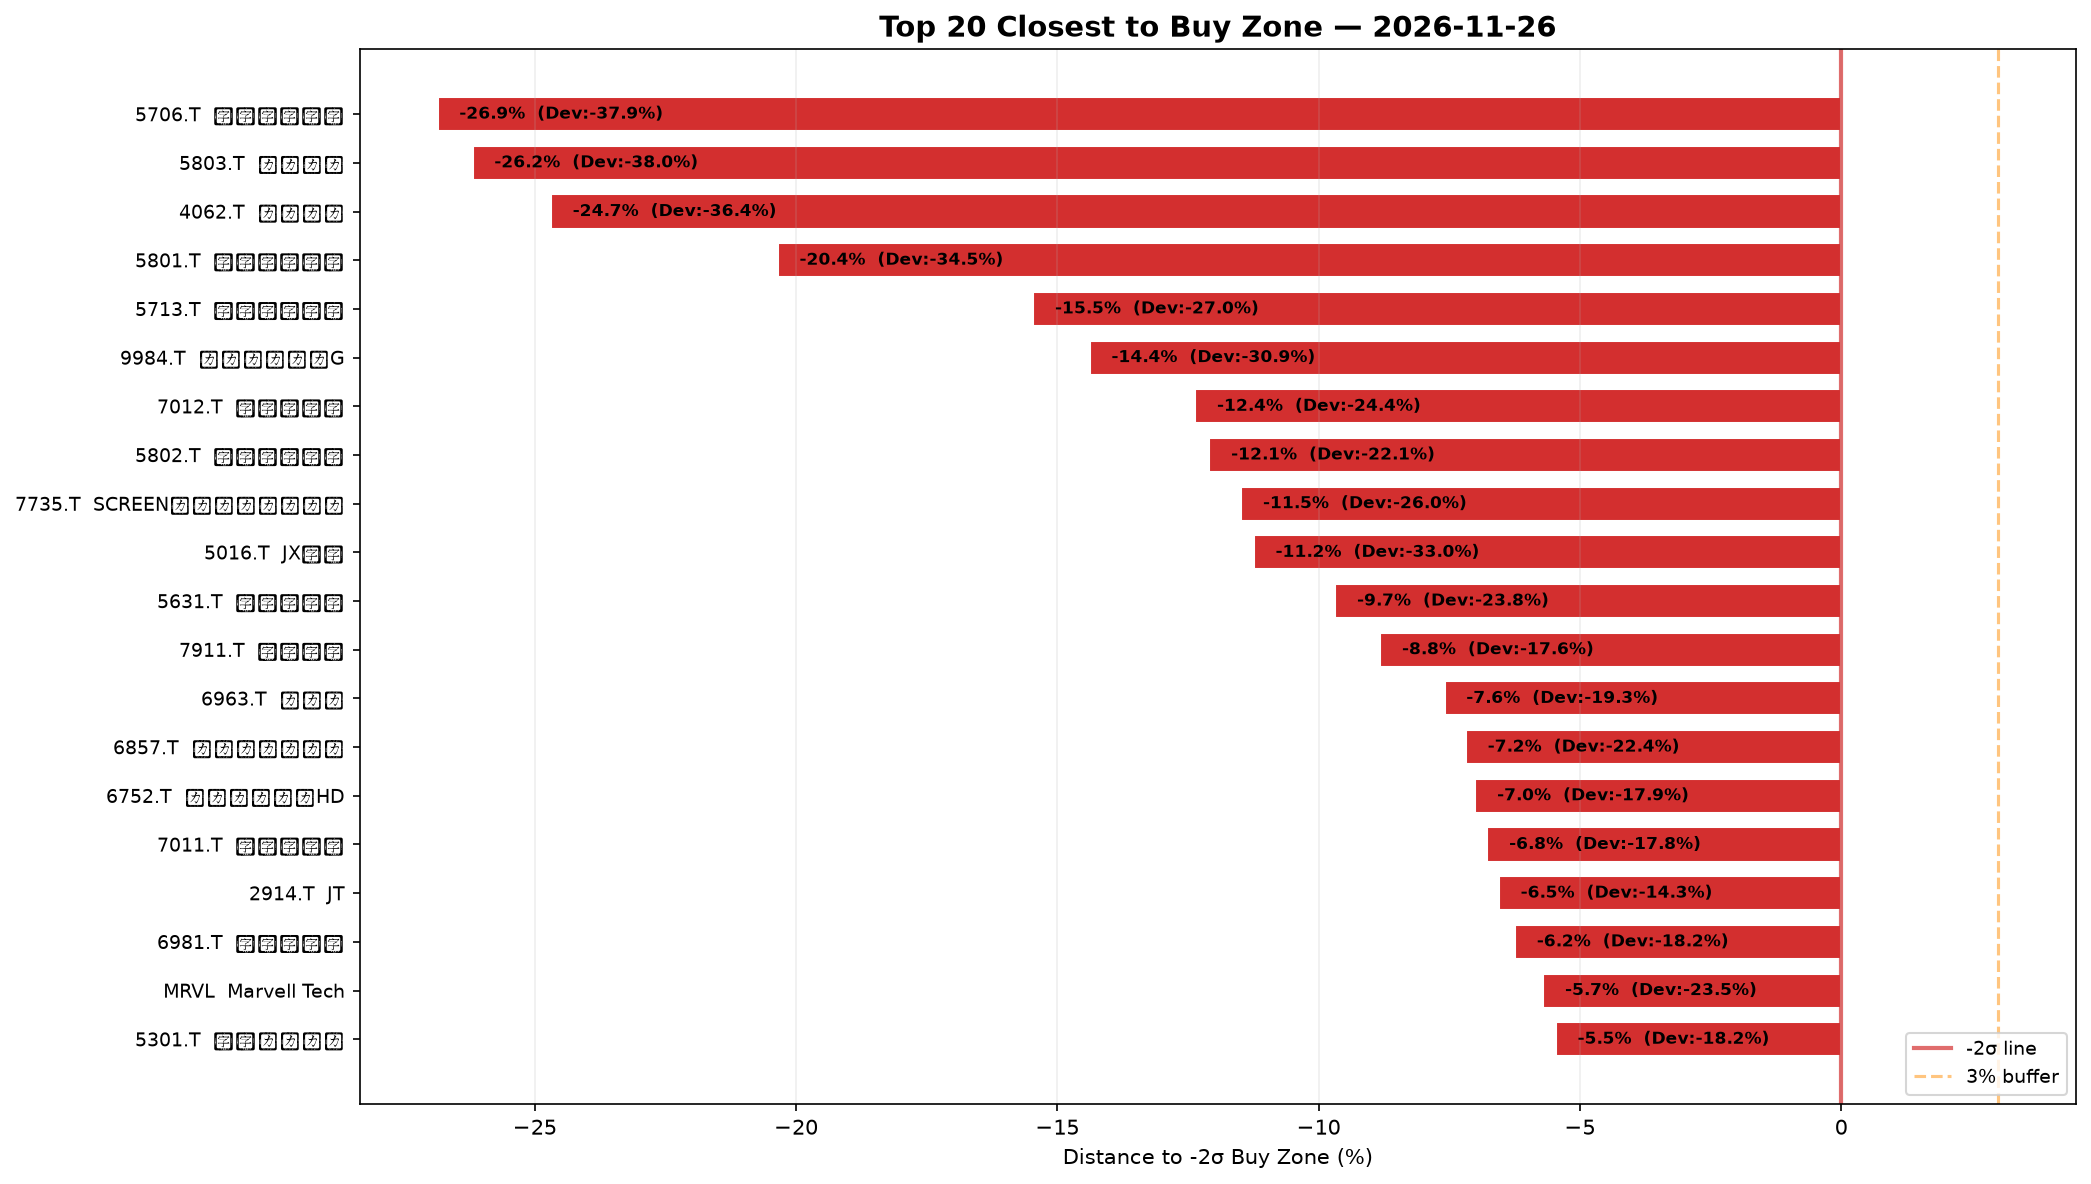 Top 20 Closest to Buy Zone — 2026-11-26
5706.T
-26.9% (Dev:-37.9%)
5803.T
-26.2% (Dev:-38.0%)
4062.T
-24.7% (Dev:-36.4%)
5801.T
-20.4% (Dev:-34.5%)
5713.T
-15.5% (Dev:-27.0%)
9984.T G
-14.4% (Dev:-30.9%)
7012.T
-12.4% (Dev:-24.4%)
5802.T
-12.1% (Dev:-22.1%)
7735.T SCREEN
-11.5% (Dev:-26.0%)
5016.T JX
-11.2% (Dev:-33.0%)
5631.T
-9.7% (Dev:-23.8%)
7911.T
-8.8% (Dev:-17.6%)
6963.T
-7.6% (Dev:-19.3%)
6857.T
-7.2% (Dev:-22.4%)
6752.T HD
-7.0% (Dev:-17.9%)
7011.T
-6.8% (Dev:-17.8%)
2914.T JT
-6.5% (Dev:-14.3%)
6981.T
-6.2% (Dev:-18.2%)
MRVL Marvell Tech
-5.7% (Dev:-23.5%)
5301.T
-5.5% (Dev:-18.2%)
-2σ line
3% buffer
−25 −20 −15 −10 −5 0
Distance to -2σ Buy Zone (%)